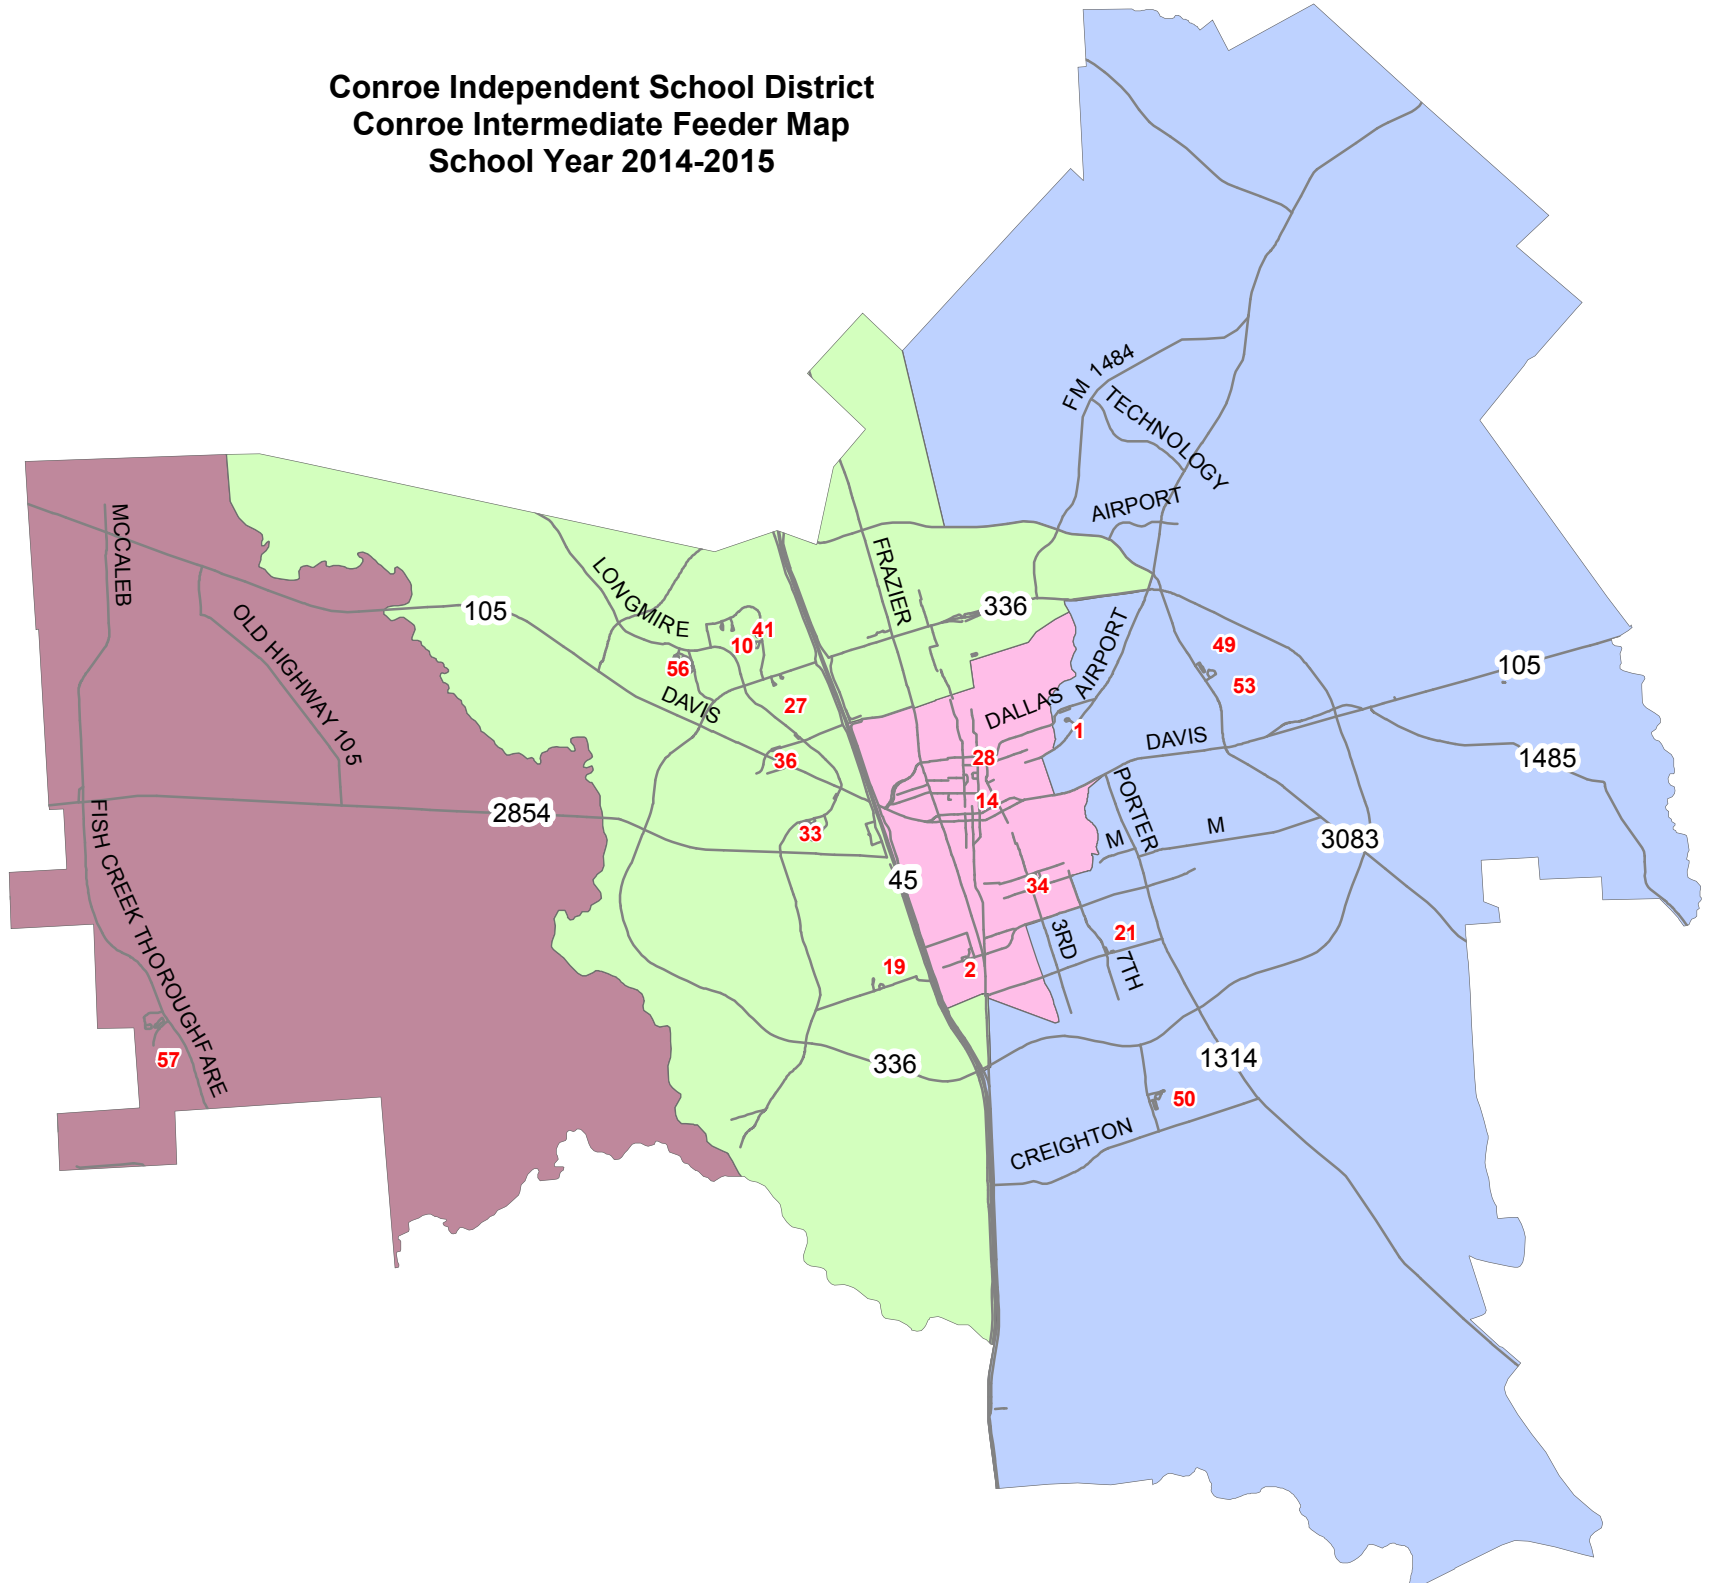 Conroe Independent School District
Conroe Intermediate Feeder Map
School Year 2014-2015
FM 1484
TECHNOLOGY
AIRPORT
MCCALEB
LONGMIRE
FRAZIER
105
336
OLD HIGHWAY 105
41
10
56
AIRPORT
49
105
53
DAVIS
27
DALLAS
1
DAVIS
28
36
1485
PORTER
14
2854
33
M
M
3083
FISH CREEK THOROUGHFARE
45
34
3RD
21
7TH
19
2
57
336
1314
50
CREIGHTON